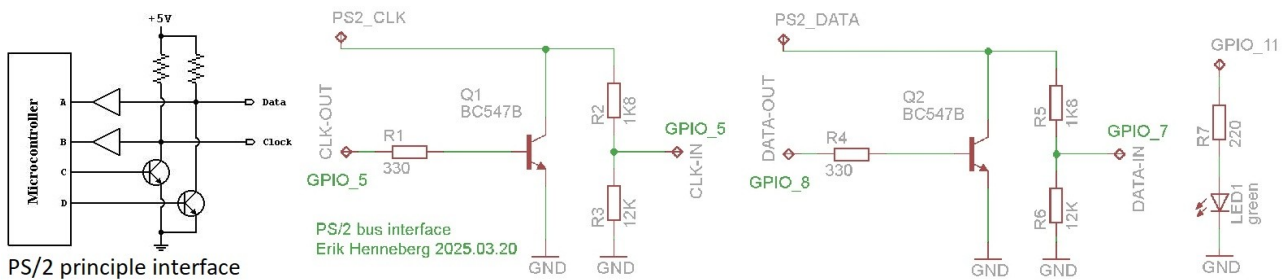 +5V
Microcontroller
A
B
C
D
Data
Clock
PS/2 principle interface
PS2_CLK
CLK-OUT
GPIO_5
R1
330
Q1
BC547B
R2
1K8
GPIO_5
CLK-IN
R3
12K
GND
GND
PS/2 bus interface
Erik Henneberg 2025.03.20
PS2_DATA
DATA-OUT
GPIO_8
R4
330
Q2
BC547B
R5
1K8
GPIO_7
DATA-IN
R6
12K
GND
GND
GPIO_11
R7
220
LED1
green
GND